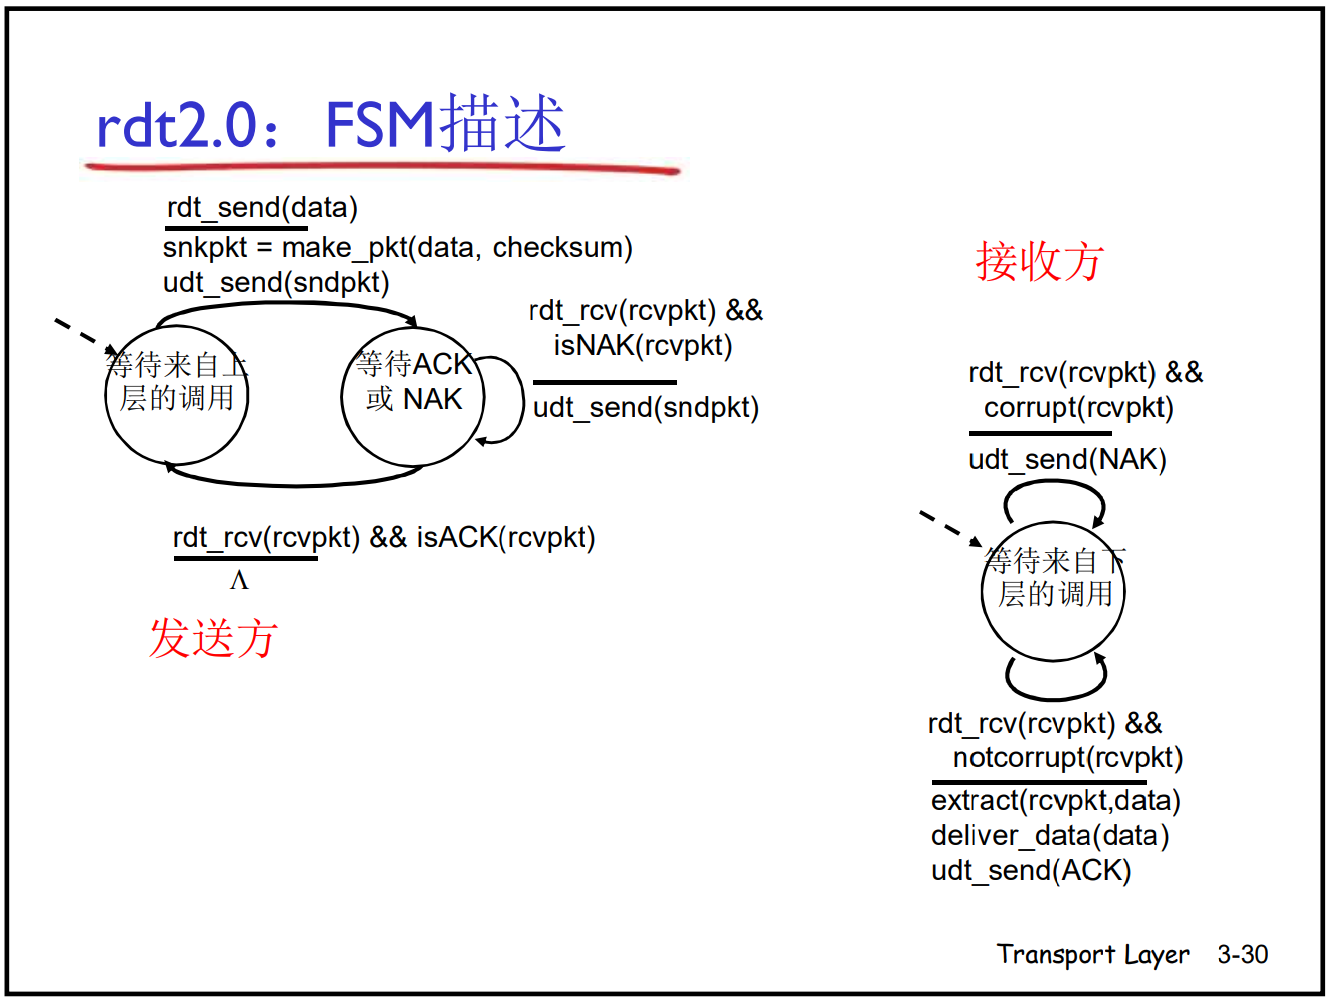 rdt2.0： FSM描述
rdt_send(data)
snkpkt = make_pkt(data, checksum)
udt_send(sndpkt)
等待来自上
层的调用
等待ACK
或 NAK
rdt_rcv(rcvpkt) &&
isNAK(rcvpkt)
udt_send(sndpkt)
rdt_rcv(rcvpkt) && isACK(rcvpkt)
Λ
发送方
接收方
rdt_rcv(rcvpkt) &&
corrupt(rcvpkt)
udt_send(NAK)
等待来自下
层的调用
rdt_rcv(rcvpkt) &&
notcorrupt(rcvpkt)
extract(rcvpkt,data)
deliver_data(data)
udt_send(ACK)
Transport Layer 3-30